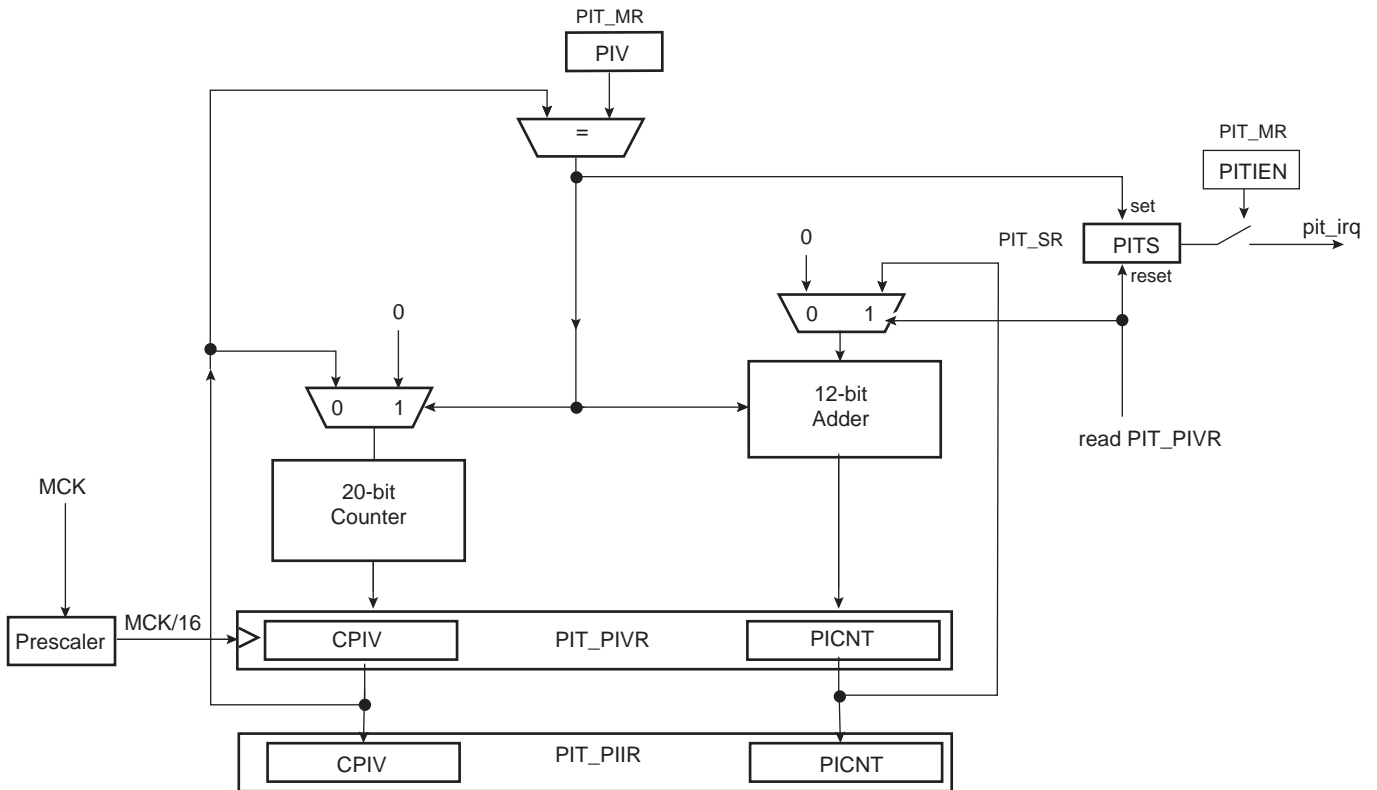 PIT_MR
PIV
=
PIT_MR
PITIEN
set
PIT_SR
PITS
pit_irq
reset
0
0 1
0
0 1
12-bit
Adder
read PIT_PIVR
MCK
20-bit
Counter
MCK/16
Prescaler
CPIV
PIT_PIVR
PICNT
CPIV
PIT_PIIR
PICNT